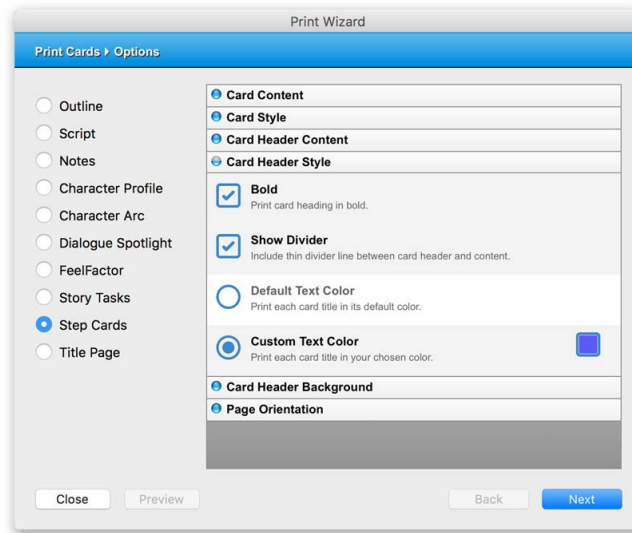 Print Wizard
Print Cards ▸ Options
Outline
Script
Notes
Character Profile
Character Arc
Dialogue Spotlight
FeelFactor
Story Tasks
Step Cards
Title Page
Card Content
Card Style
Card Header Content
Card Header Style
Bold
Print card heading in bold.
Show Divider
Include thin divider line between card header and content.
Default Text Color
Print each card title in its default color.
Custom Text Color
Print each card title in your chosen color.
Card Header Background
Page Orientation
Close
Preview
Back
Next